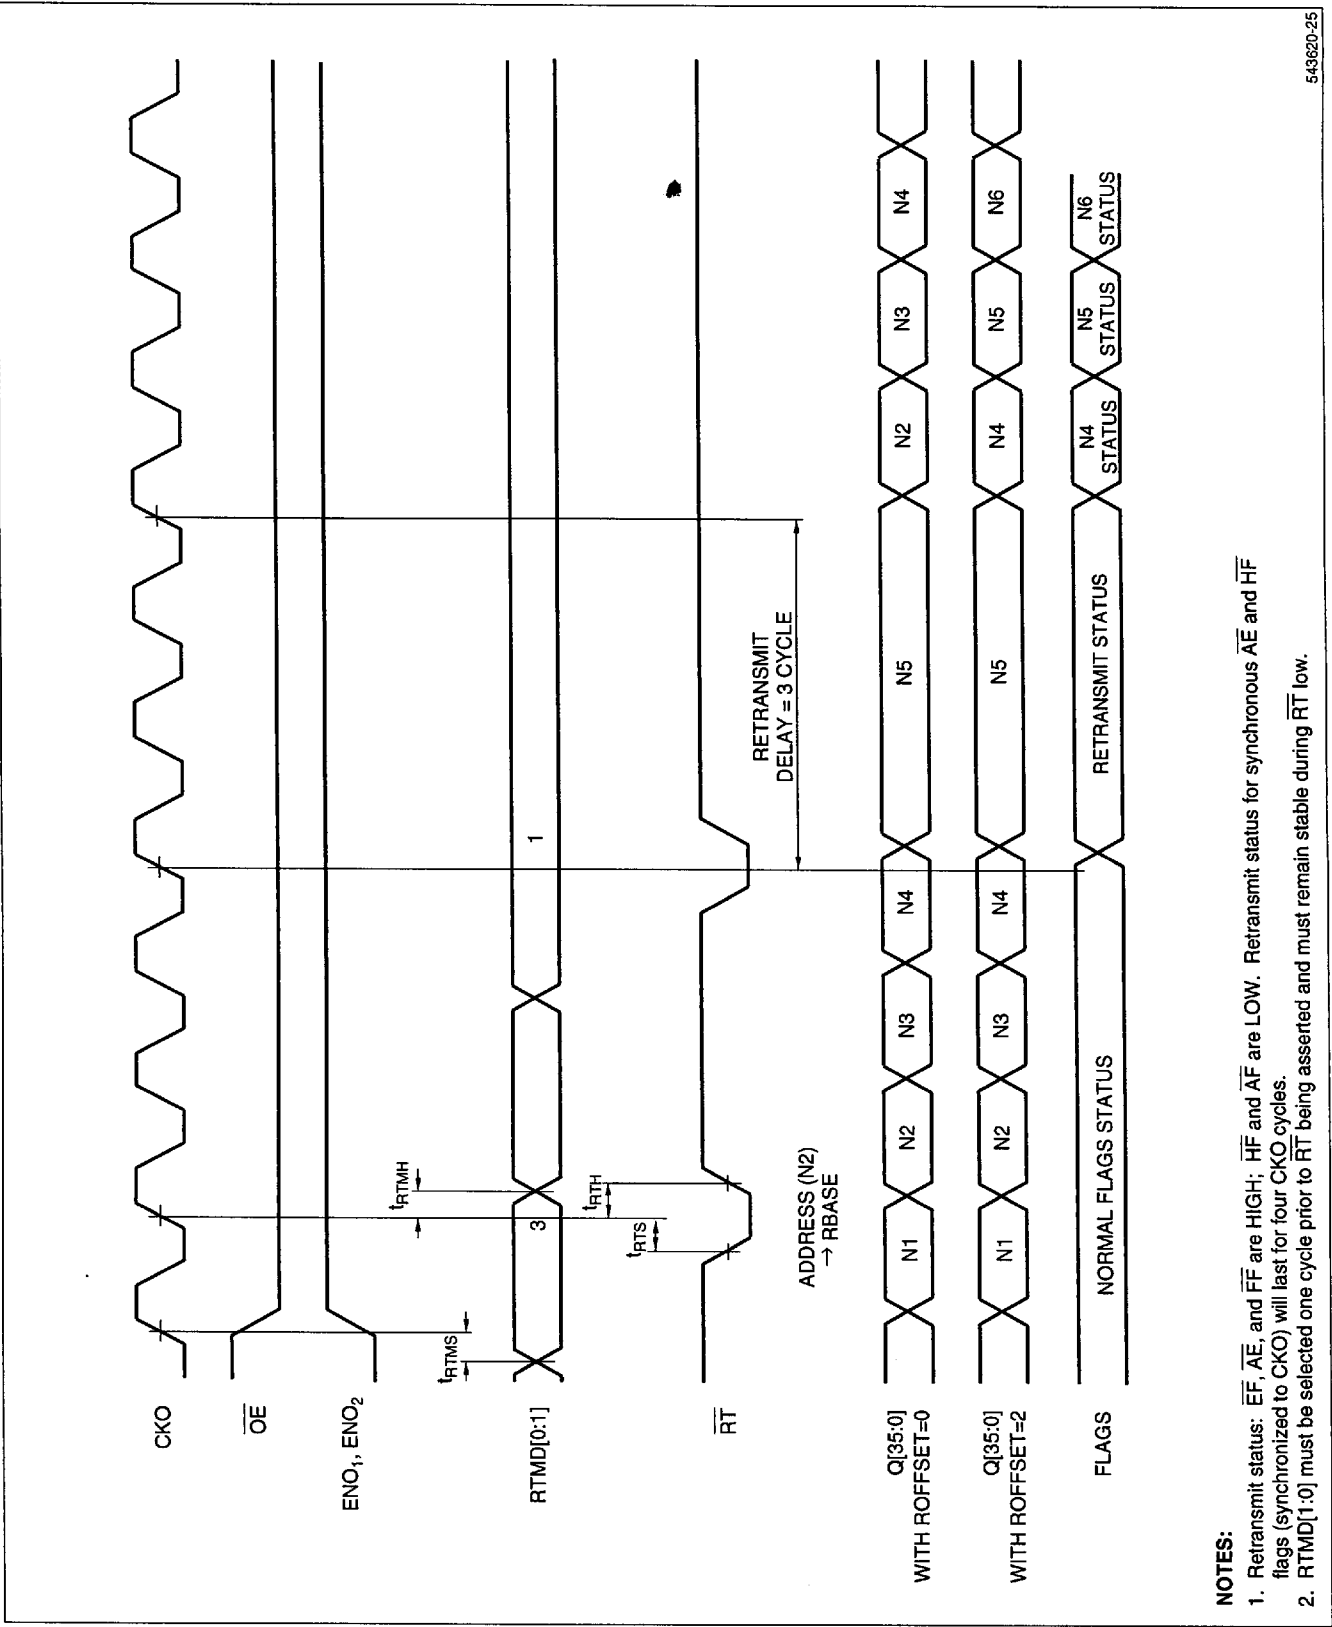 CKO
OE
ENO1, ENO2
tRTMS
RTMD[0:1]
3
tRTMH
1
RT
tRTS
tRTH
RETRANSMIT
DELAY = 3 CYCLE
ADDRESS (N2)
→ RBASE
Q[35:0]
WITH ROFFSET=0
N1 N2 N3 N4 N5 N2 N3 N4
Q[35:0]
WITH ROFFSET=2
N1 N2 N3 N4 N5 N4 N5 N6
FLAGS
NORMAL FLAGS STATUS
RETRANSMIT STATUS
N4
STATUS
N5
STATUS
N6
STATUS
NOTES:
1. Retransmit status: EF, AE, and FF are HIGH; HF and AF are LOW. Retransmit status for synchronous AE and HF
flags (synchronized to CKO) will last for four CKO cycles.
2. RTMD[1:0] must be selected one cycle prior to RT being asserted and must remain stable during RT low.
543620-25